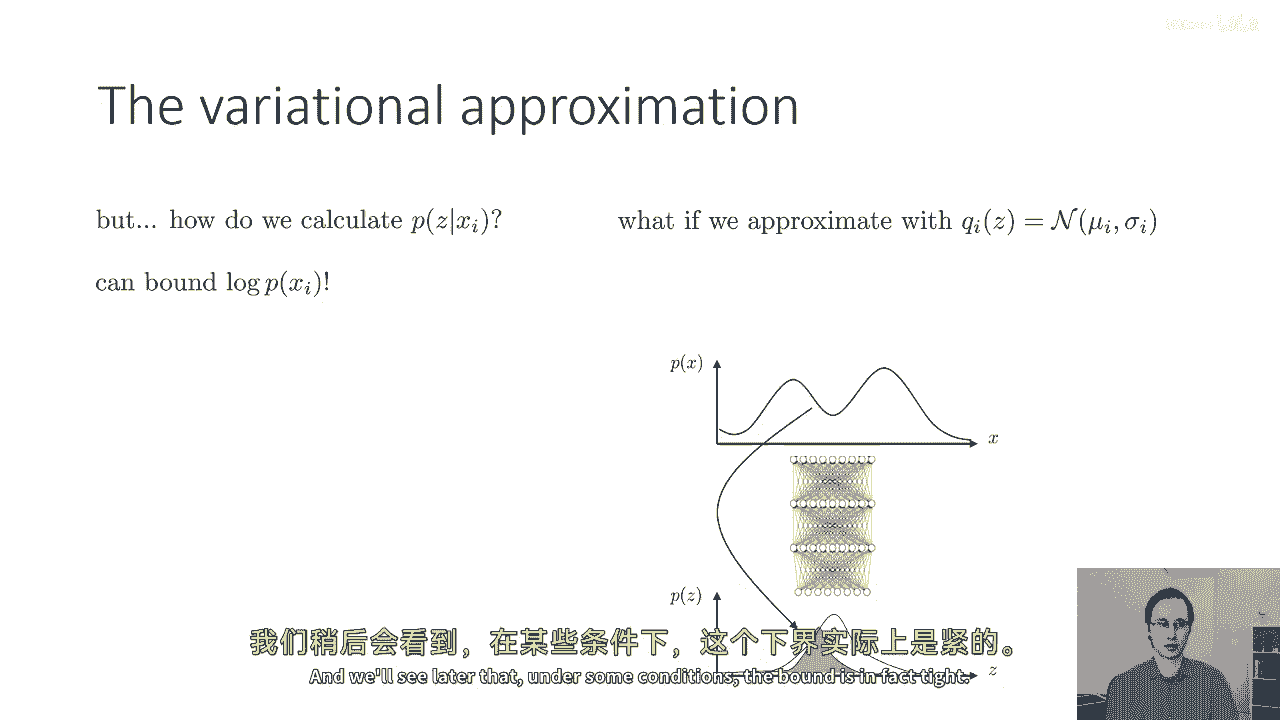 The variational approximation
but... how do we calculate p(z|x_i)?
what if we approximate with q_i(z) = 𝒩(μ_i, σ_i)
can bound log p(x_i)!
p(x)
x
p(z)
z
我们稍后会看到，在某些条件下，这个下界实际上是紧的。
And we'll see later that, under some conditions, the bound is in fact tight.